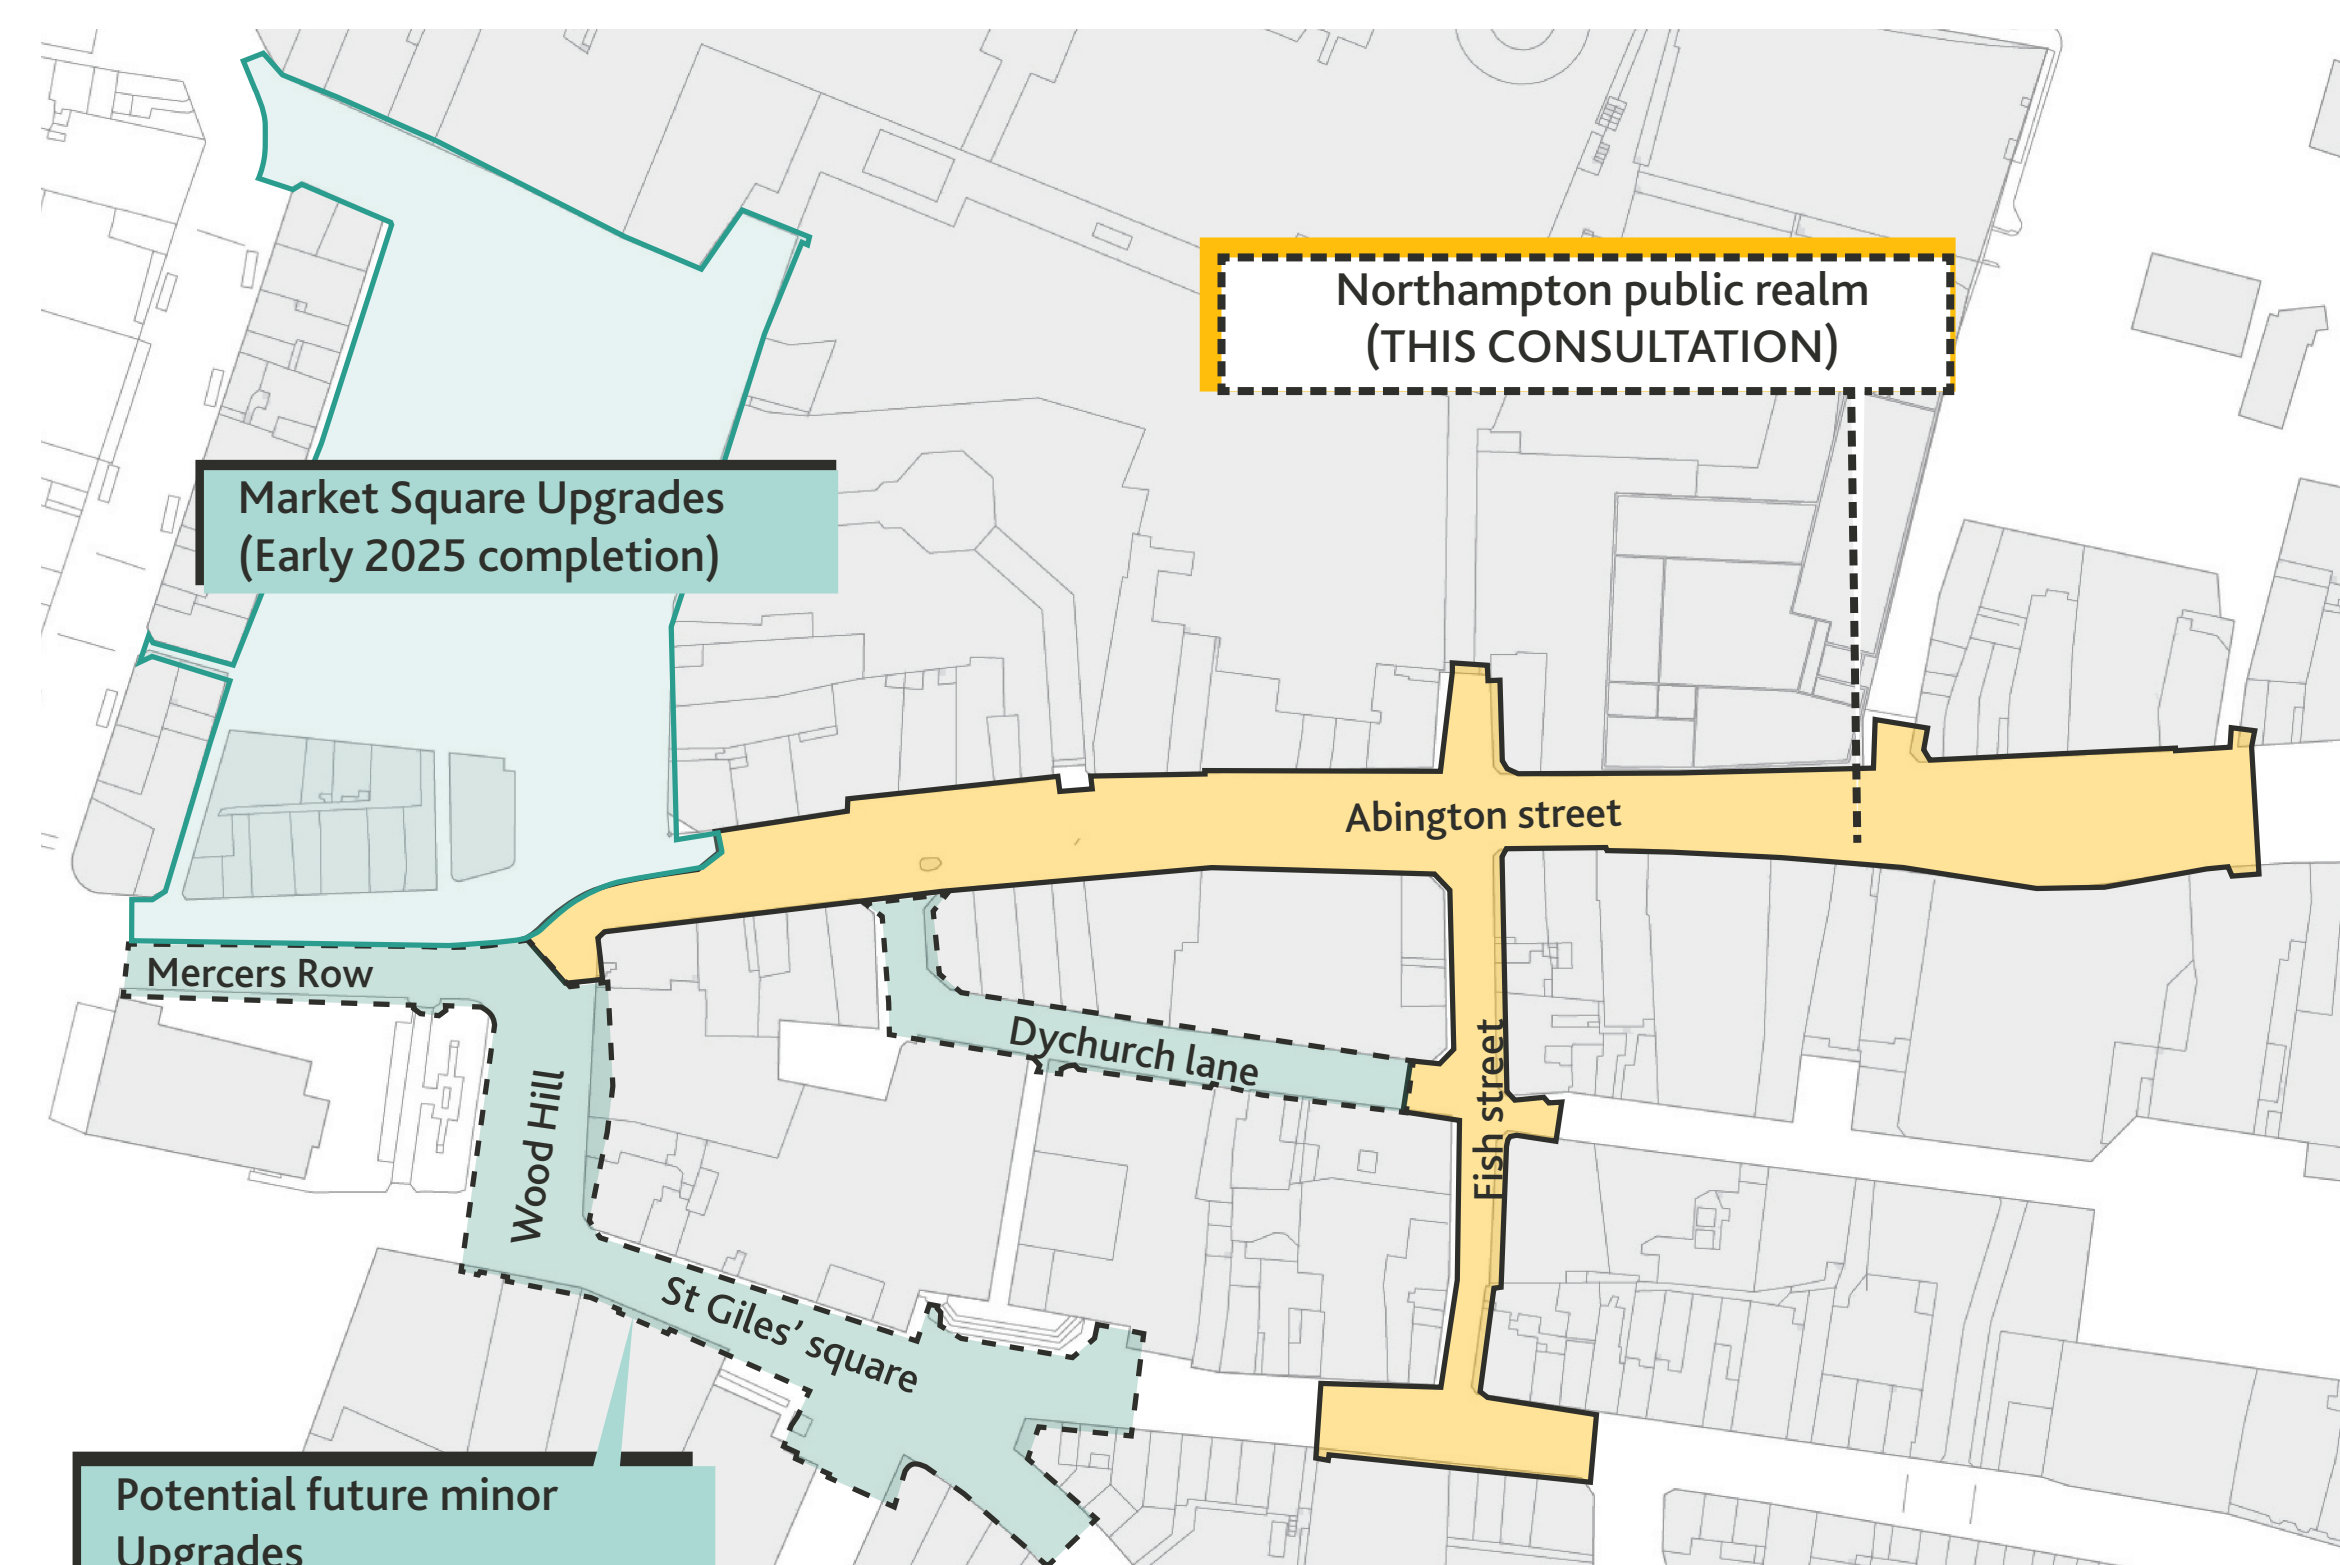 Northampton public realm
(THIS CONSULTATION)
Market Square Upgrades
(Early 2025 completion)
Abington street
Mercers Row
Dychurch lane
Fish street
Wood Hill
St Giles’ square
Potential future minor
Upgrades